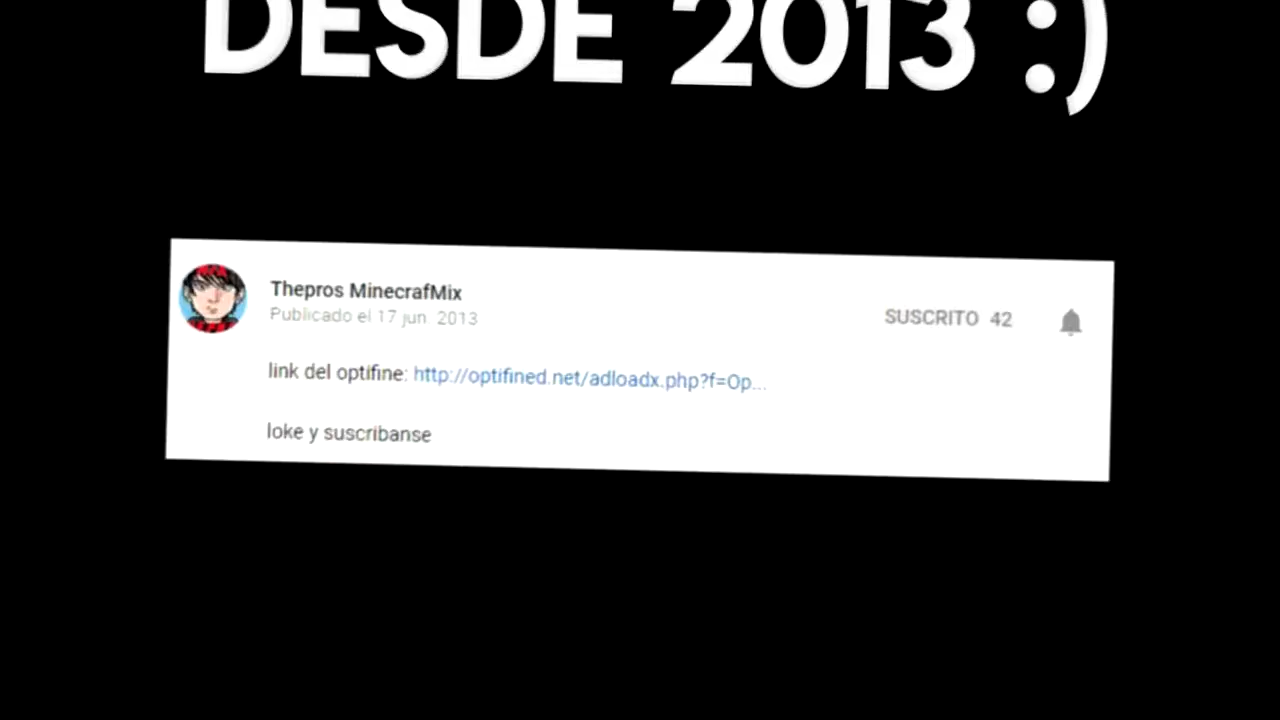 DESDE 2013 :)
Thepros MinecrafMix
Publicado el 17 jun. 2013
SUSCRITO 42
link del optifine: http://optifined.net/adloadx.php?f=Op...
loke y suscribanse